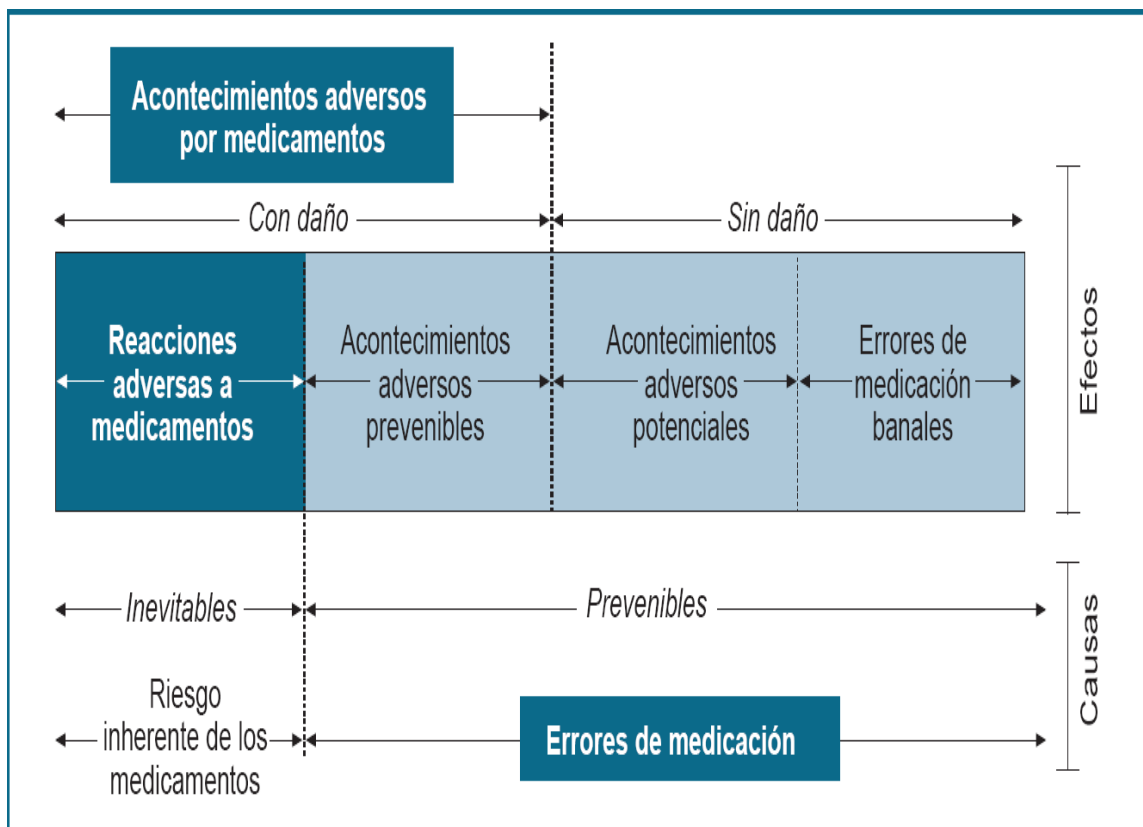 Acontecimientos adversos
por medicamentos
Con daño
Sin daño
Reacciones
adversas a
medicamentos
Acontecimientos
adversos
prevenibles
Acontecimientos
adversos
potenciales
Errores de
medicación
banales
Efectos
Inevitables
Prevenibles
Riesgo
inherente de los
medicamentos
Errores de medicación
Causas